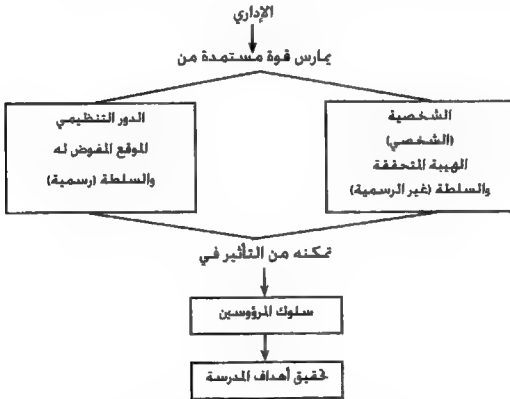 الإداري
يمارس قوة مستمدة من
الشخصية
(الشخصي)
الهيبة المتحققة
والسلطة (غير الرسمية)
الدور التنظيمي
الموقع المفوض له
والسلطة (رسمية)
تمكنه من التأثير في
سلوك المرؤوسين
تحقيق أهداف المدرسة